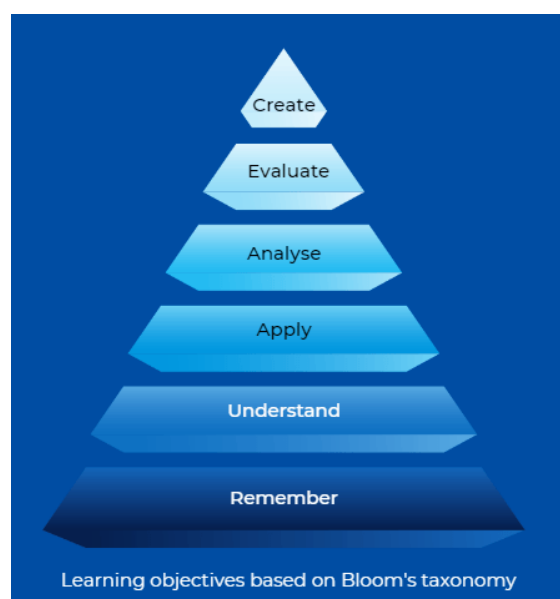 Create
Evaluate
Analyse
Apply
Understand
Remember
Learning objectives based on Bloom's taxonomy